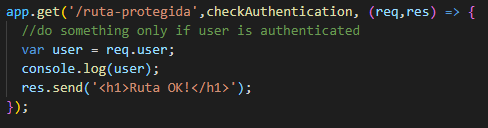 app.get('/ruta-protegida',checkAuthentication, (req,res) => {
  //do something only if user is authenticated
  var user = req.user;
  console.log(user);
  res.send('<h1>Ruta OK!</h1>');
});